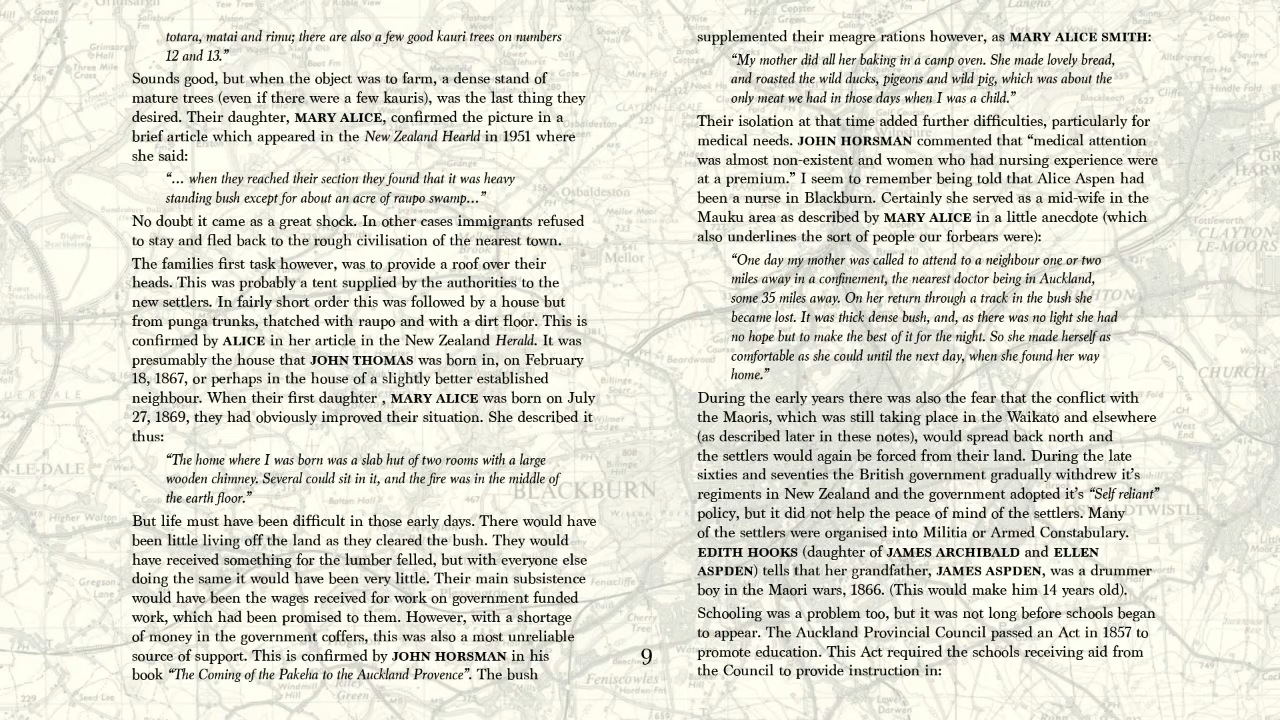 totara, matai and rimu; there are also a few good kauri trees on numbers
12 and 13.”
Sounds good, but when the object was to farm, a dense stand of
mature trees (even if there were a few kauris), was the last thing they
desired. Their daughter, MARY ALICE, confirmed the picture in a
brief article which appeared in the New Zealand Hearld in 1951 where
she said:
“... when they reached their section they found that it was heavy
standing bush except for about an acre of raupo swamp...”
No doubt it came as a great shock. In other cases immigrants refused
to stay and fled back to the rough civilisation of the nearest town.
The families first task however, was to provide a roof over their
heads. This was probably a tent supplied by the authorities to the
new settlers. In fairly short order this was followed by a house but
from punga trunks, thatched with raupo and with a dirt floor. This is
confirmed by ALICE in her article in the New Zealand Herald. It was
presumably the house that JOHN THOMAS was born in, on February
18, 1867, or perhaps in the house of a slightly better established
neighbour. When their first daughter , MARY ALICE was born on July
27, 1869, they had obviously improved their situation. She described it
thus:
“The home where I was born was a slab hut of two rooms with a large
wooden chimney. Several could sit in it, and the fire was in the middle of
the earth floor.”
But life must have been difficult in those early days. There would have
been little living off the land as they cleared the bush. They would
have received something for the lumber felled, but with everyone else
doing the same it would have been very little. Their main subsistence
would have been the wages received for work on government funded
work, which had been promised to them. However, with a shortage
of money in the government coffers, this was also a most unreliable
source of support. This is confirmed by JOHN HORSMAN in his
book “The Coming of the Pakeha to the Auckland Provence”. The bush
9
supplemented their meagre rations however, as MARY ALICE SMITH:
“My mother did all her baking in a camp oven. She made lovely bread,
and roasted the wild ducks, pigeons and wild pig, which was about the
only meat we had in those days when I was a child.”
Their isolation at that time added further difficulties, particularly for
medical needs. JOHN HORSMAN commented that “medical attention
was almost non-existent and women who had nursing experience were
at a premium.” I seem to remember being told that Alice Aspen had
been a nurse in Blackburn. Certainly she served as a mid-wife in the
Mauku area as described by MARY ALICE in a little anecdote (which
also underlines the sort of people our forbears were):
“One day my mother was called to attend to a neighbour one or two
miles away in a confinement, the nearest doctor being in Auckland,
some 35 miles away. On her return through a track in the bush she
became lost. It was thick dense bush, and, as there was no light she had
no hope but to make the best of it for the night. So she made herself as
comfortable as she could until the next day, when she found her way
home.”
During the early years there was also the fear that the conflict with
the Maoris, which was still taking place in the Waikato and elsewhere
(as described later in these notes), would spread back north and
the settlers would again be forced from their land. During the late
sixties and seventies the British government gradually withdrew it’s
regiments in New Zealand and the government adopted it’s “Self reliant”
policy, but it did not help the peace of mind of the settlers. Many
of the settlers were organised into Militia or Armed Constabulary.
EDITH HOOKS (daughter of JAMES ARCHIBALD and ELLEN
ASPDEN) tells that her grandfather, JAMES ASPDEN, was a drummer
boy in the Maori wars, 1866. (This would make him 14 years old).
Schooling was a problem too, but it was not long before schools began
to appear. The Auckland Provincial Council passed an Act in 1857 to
promote education. This Act required the schools receiving aid from
the Council to provide instruction in:
BLACKBURN